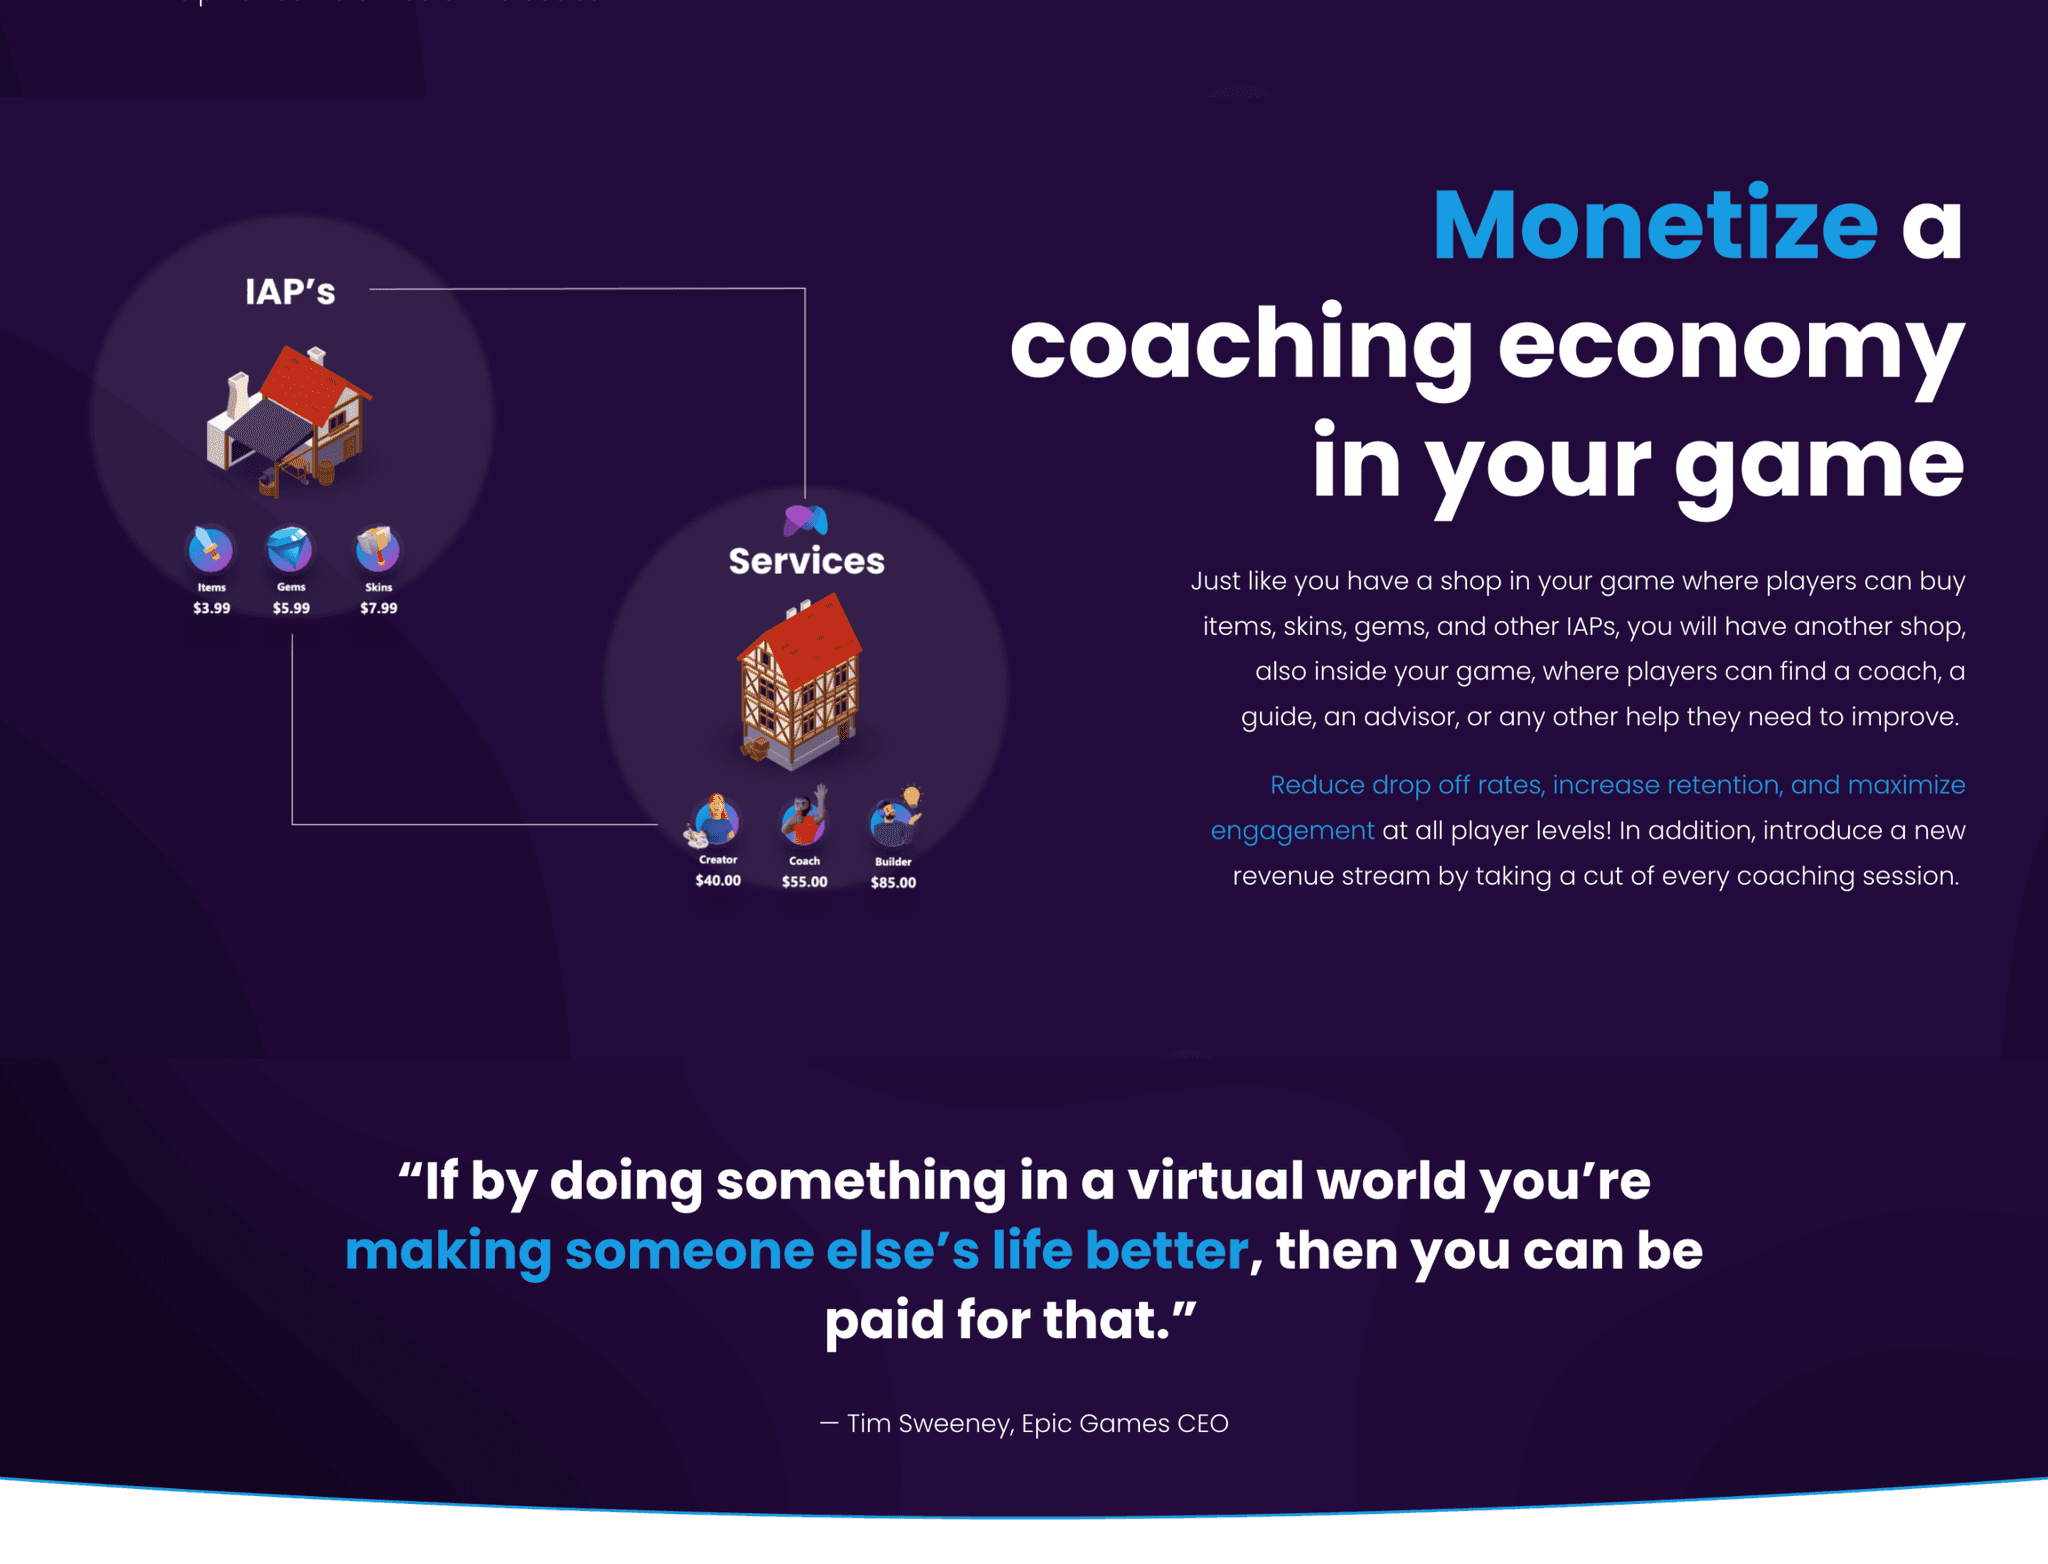 IAP's
Items
$3.99
Gems
$5.99
Skins
$7.99
Services
Creator
$40.00
Coach
$55.00
Builder
$85.00
Monetize a
coaching economy
in your game
Just like you have a shop in your game where players can buy
items, skins, gems, and other IAPs, you will have another shop,
also inside your game, where players can find a coach, a
guide, an advisor, or any other help they need to improve.
Reduce drop off rates, increase retention, and maximize
engagement at all player levels! In addition, introduce a new
revenue stream by taking a cut of every coaching session.
“If by doing something in a virtual world you’re
making someone else’s life better, then you can be
paid for that.”
— Tim Sweeney, Epic Games CEO